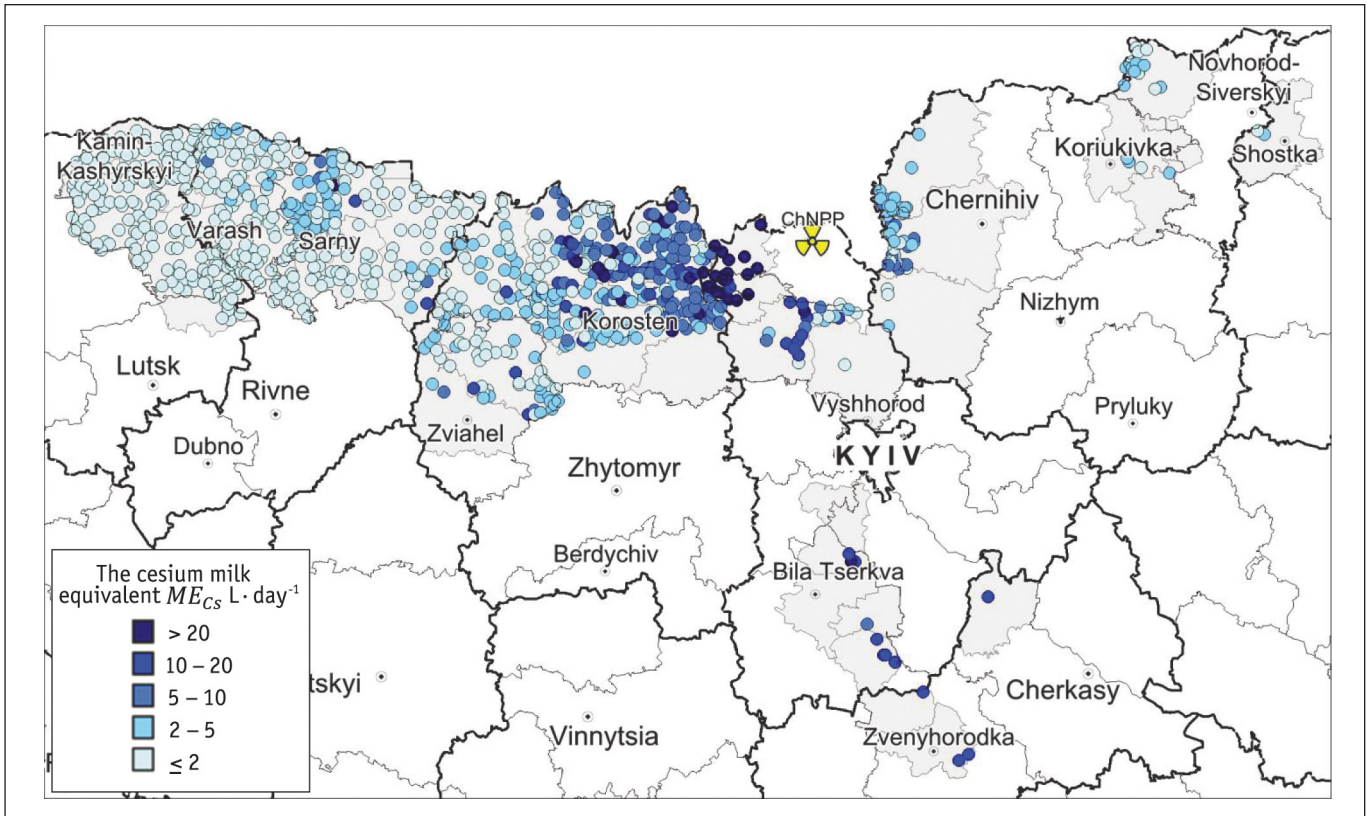 Novhorod-
Siverskyi
Kamin-
Kashyrskyi
Koriukivka
Shostka
Chernihiv
ChNPP
Varash
Sarny
Nizhym
Korosten
Lutsk
Rivne
Vyshhorod
Pryluky
Zviahel
Dubno
KYIV
Zhytomyr
Berdychiv
Bila Tserkva
The cesium milk
equivalent ME_Cs L·day⁻¹
> 20
10 – 20
5 – 10
2 – 5
≤ 2
tskyi
Cherkasy
Vinnytsia
Zvenyhorodka